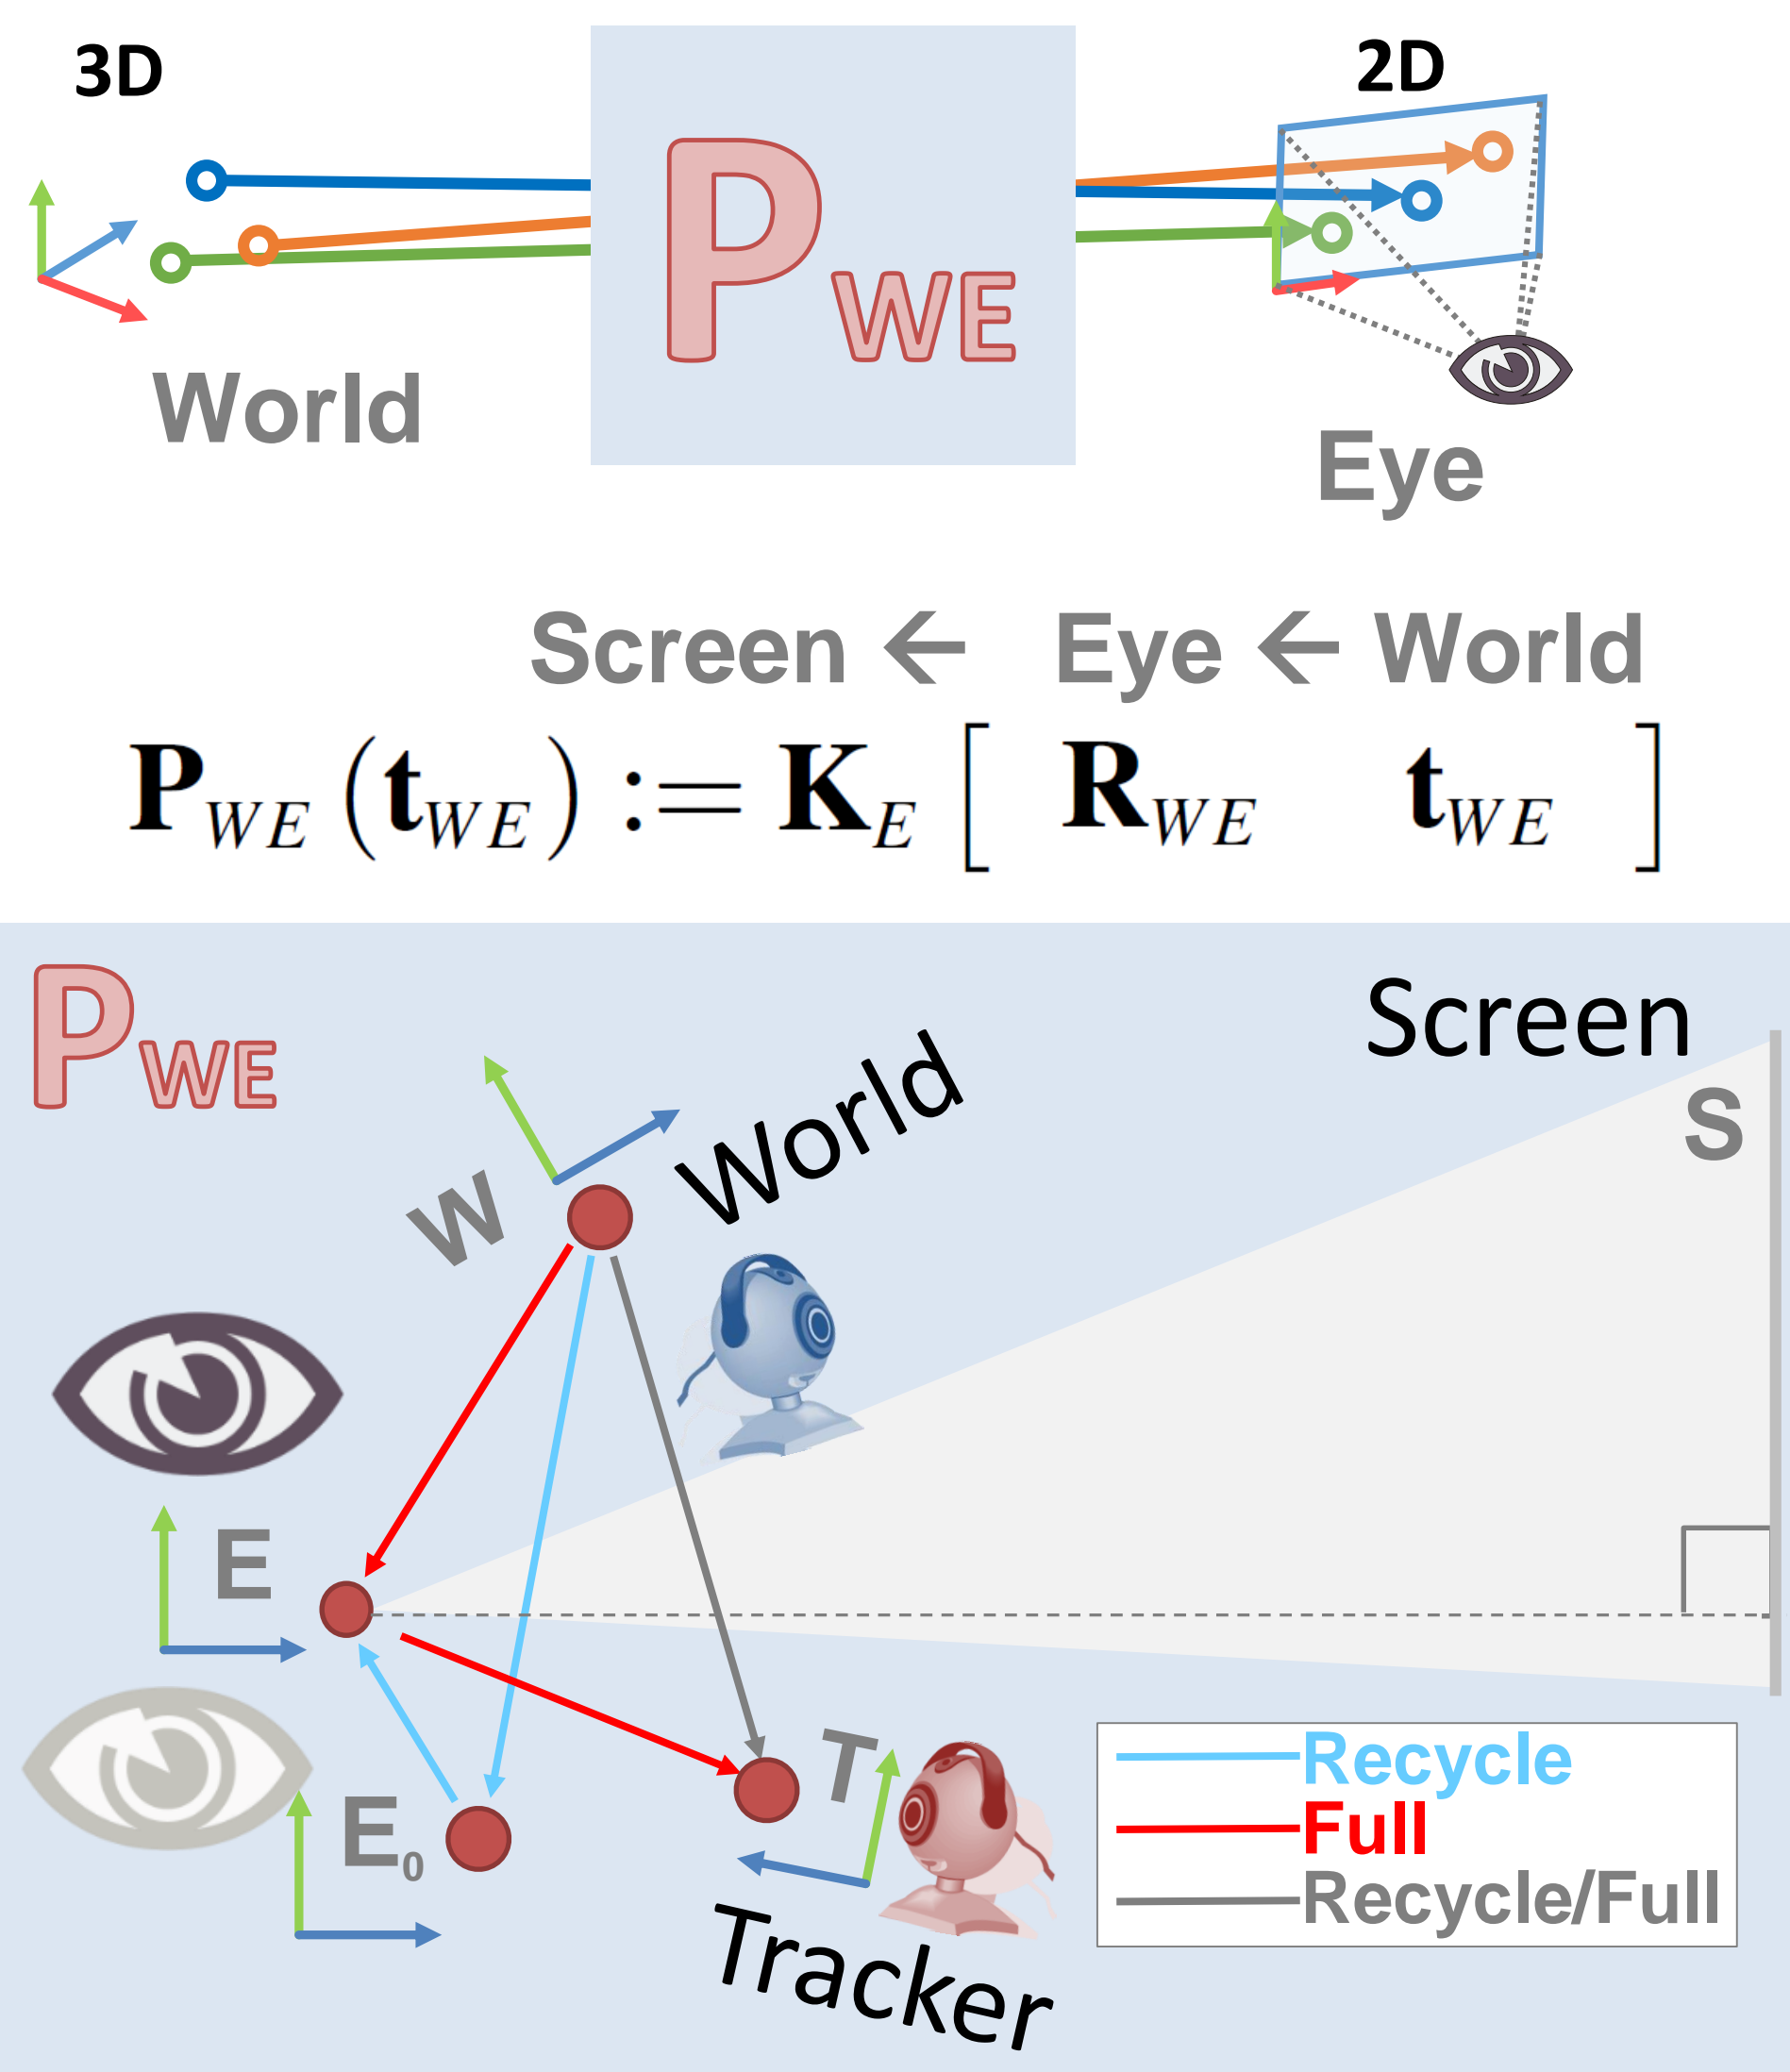 3D
2D
P WE
World
Eye
Screen ← Eye ← World
P_WE (t_WE) := K_E [ R_WE t_WE ]
P WE
Screen
S
World
W
E
T
E₀
Tracker
Recycle
Full
Recycle/Full